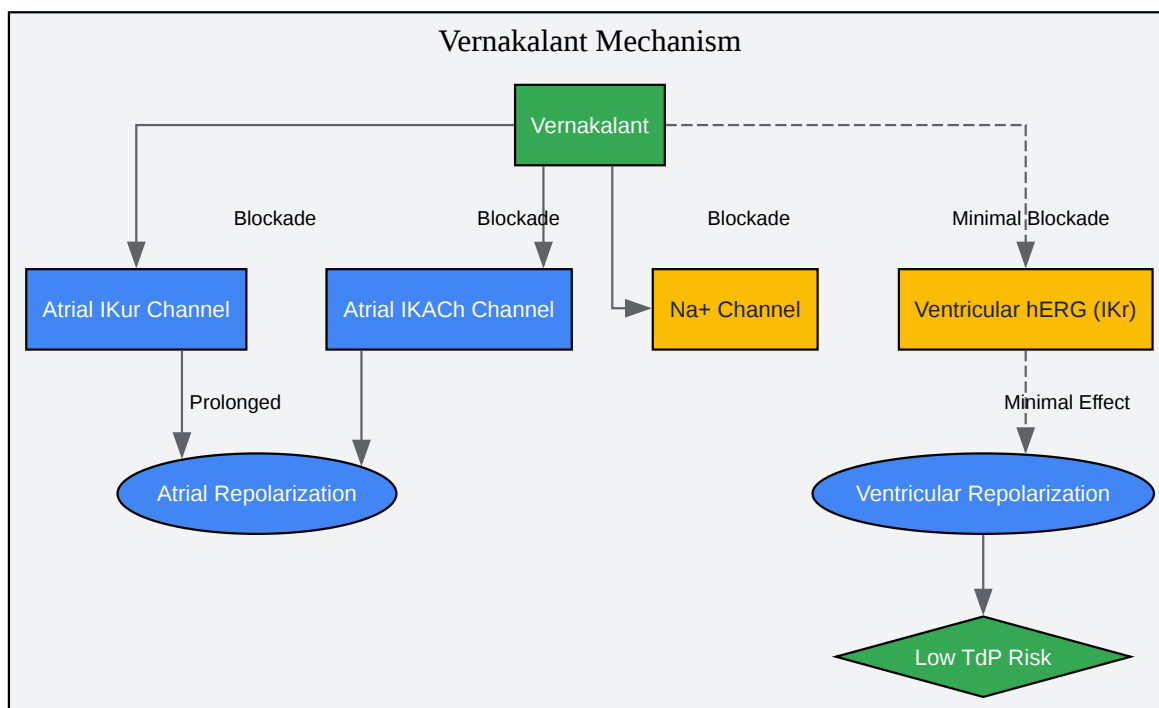 Vernakalant Mechanism
Vernakalant
Blockade
Blockade
Blockade
Minimal Blockade
Atrial IKur Channel
Atrial IKACh Channel
Na+ Channel
Ventricular hERG (IKr)
Prolonged
Minimal Effect
Atrial Repolarization
Ventricular Repolarization
Low TdP Risk